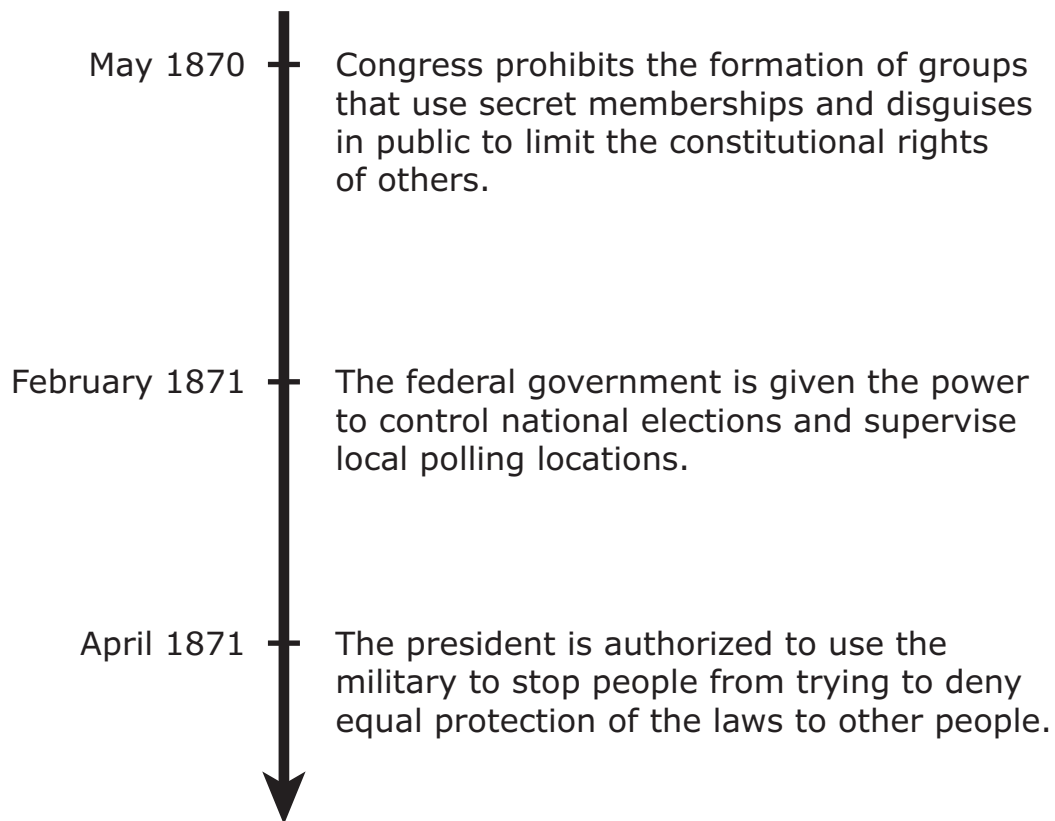 May 1870
Congress prohibits the formation of groups
that use secret memberships and disguises
in public to limit the constitutional rights
of others.
February 1871
The federal government is given the power
to control national elections and supervise
local polling locations.
April 1871
The president is authorized to use the
military to stop people from trying to deny
equal protection of the laws to other people.